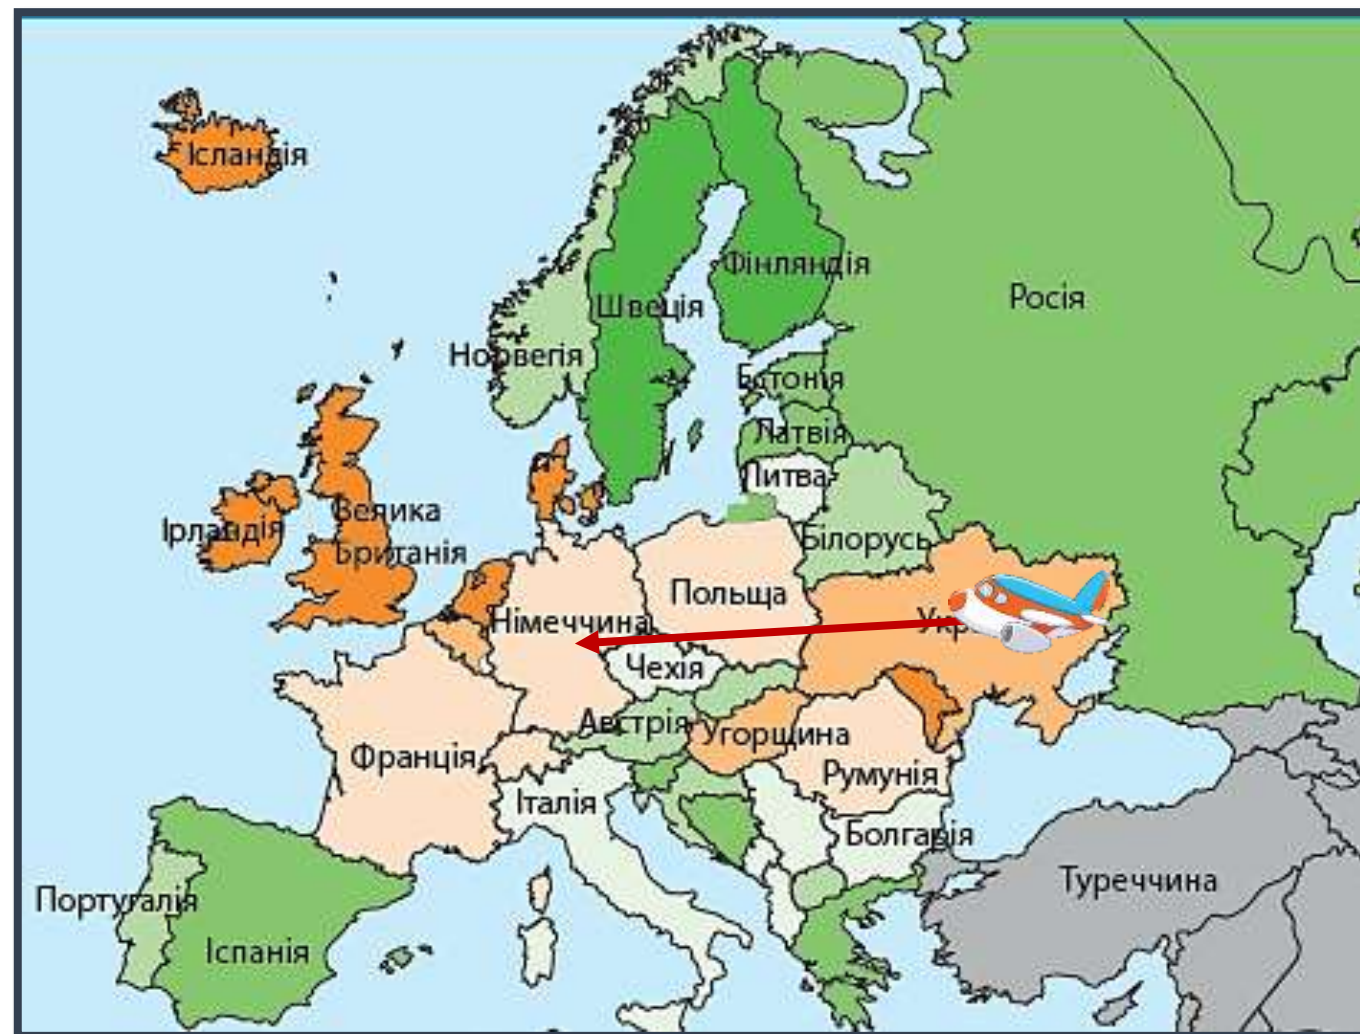 Ісландія
Фінляндія
Росія
Швеція
Норвегія
Естонія
Латвія
Литва
Велика
Британія
Ірландія
Білорусь
Польща
Німеччина
Укр
Чехія
Австрія
Угорщина
Франція
Румунія
Італія
Болгарія
Туреччина
Португалія
Іспанія